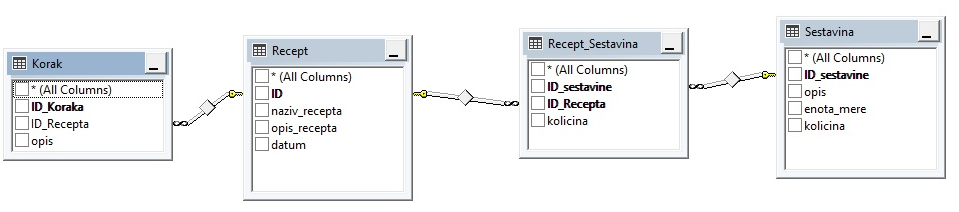 Korak
* (All Columns)
ID_Koraka
ID_Recepta
opis
Recept
* (All Columns)
ID
naziv_recepta
opis_recepta
datum
Recept_Sestavina
* (All Columns)
ID_sestavine
ID_Recepta
kolicina
Sestavina
* (All Columns)
ID_sestavine
opis
enota_mere
kolicina